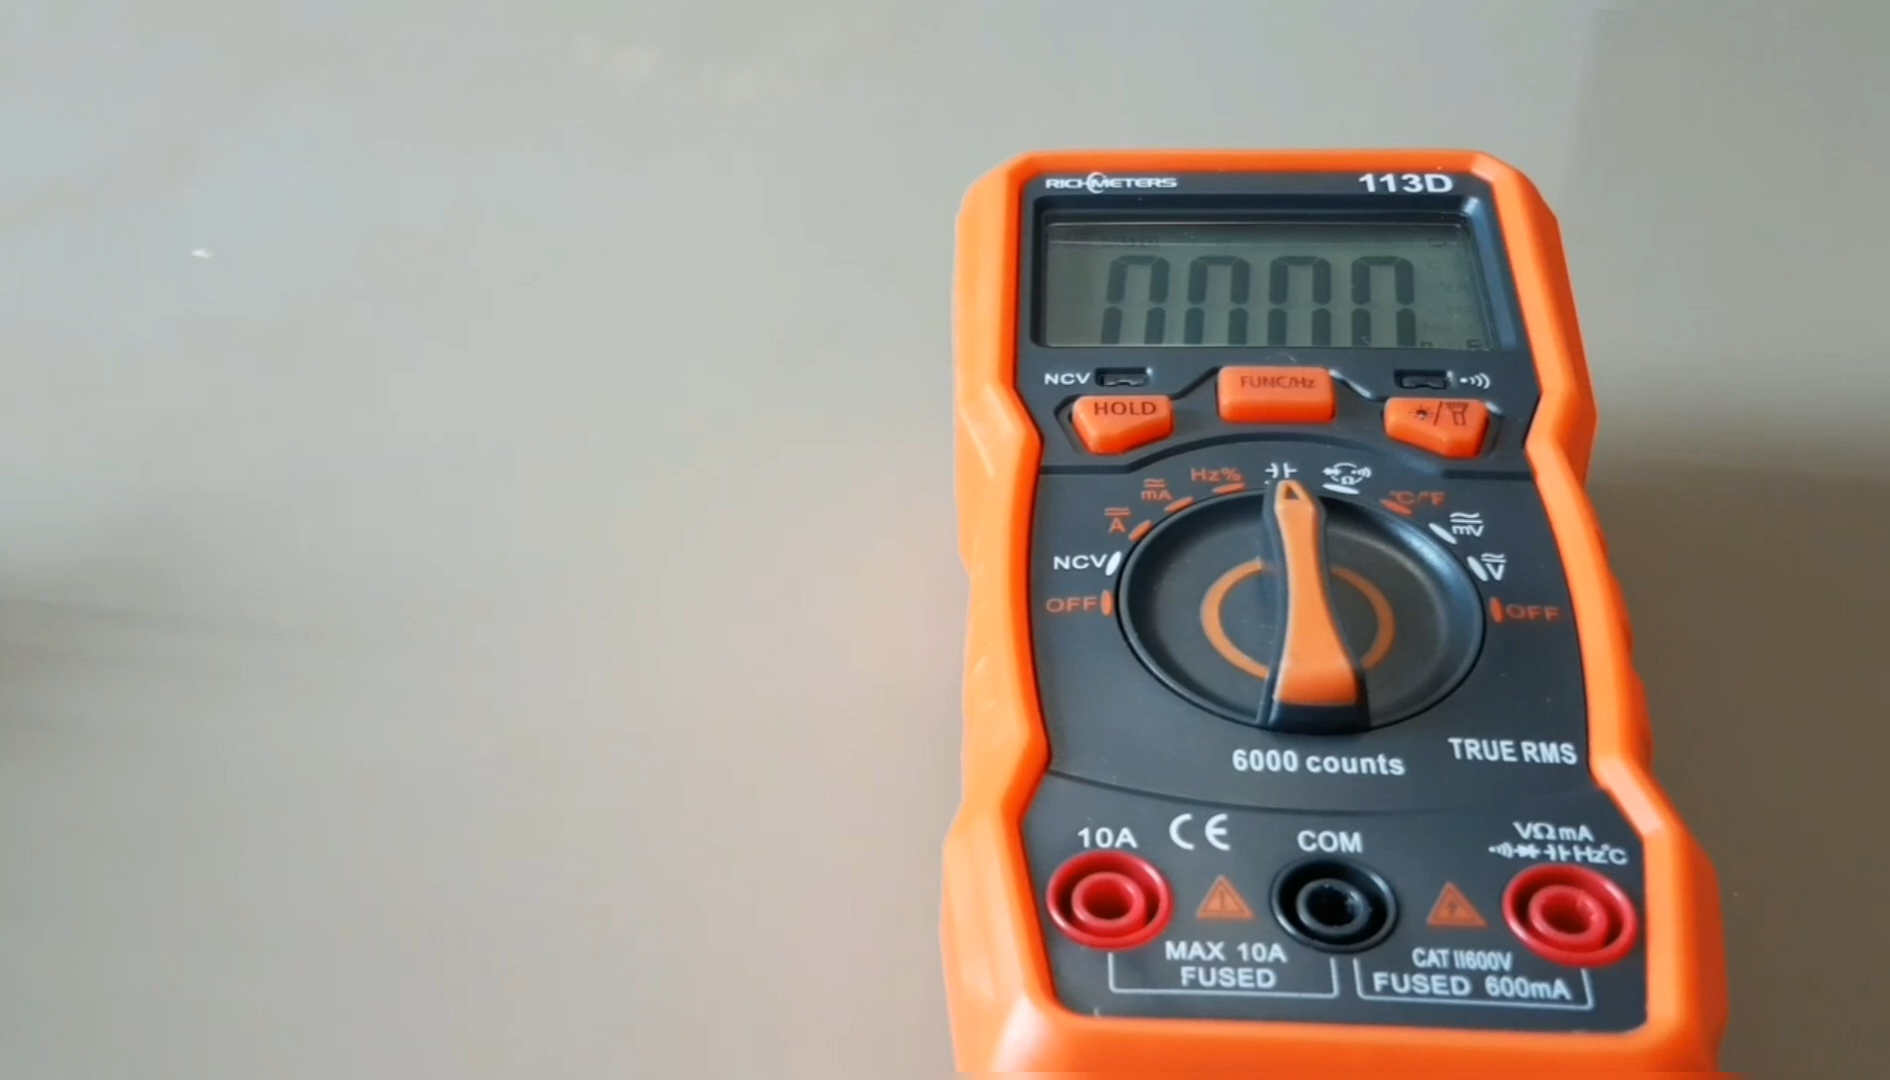 RICHMETERS 113D
0000
NCV
HOLD
FUNC/Hz
Hz%
mA
A
NCV
OFF
°C/°F
mV
V
OFF
6000 counts
TRUE RMS
10A
CE
COM
VΩmA
Hz°C
MAX 10A
FUSED
CAT II600V
FUSED 600mA